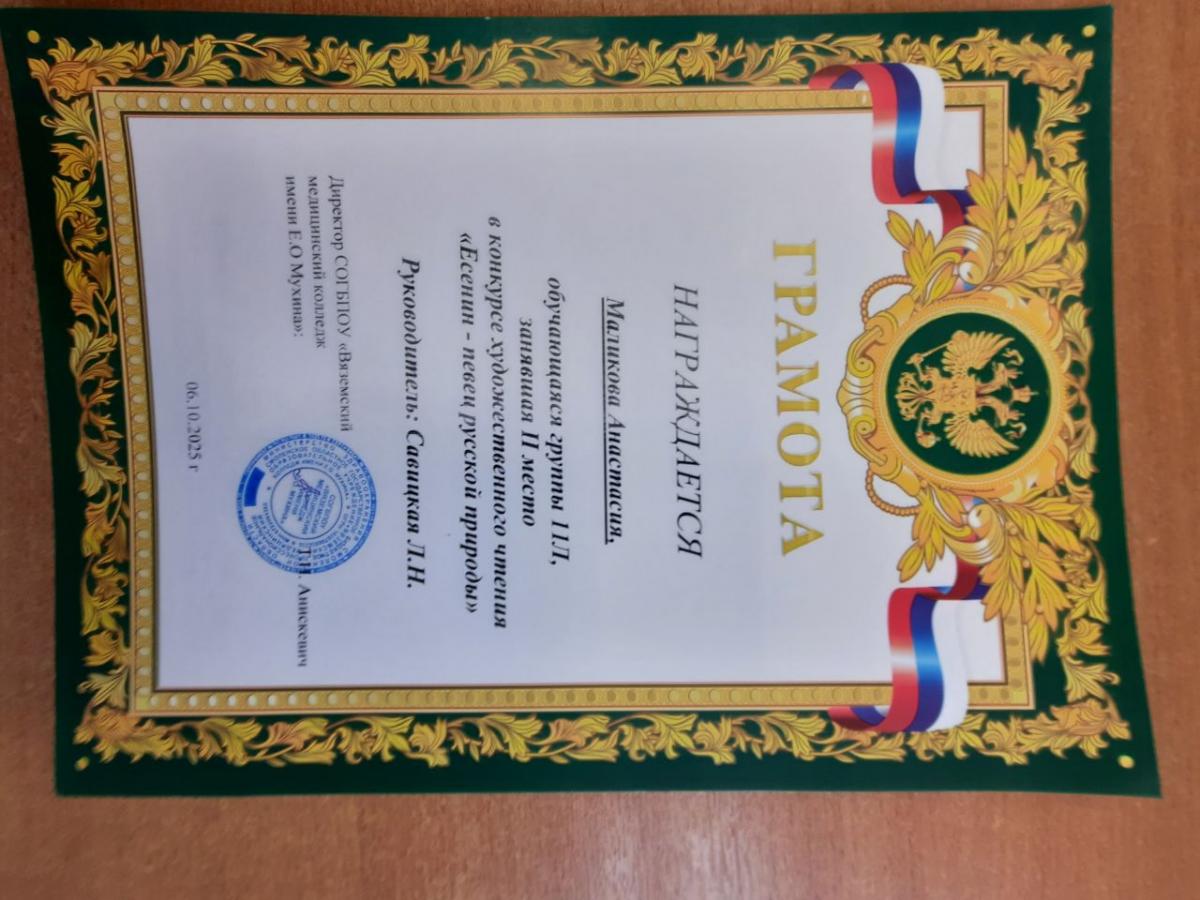 ГРАМОТА
НАГРАЖДАЕТСЯ
Маликова Анастасия,
обучающаяся группы 11Л,
занявшая II место
в конкурсе художественного чтения
«Есенин - певец русской природы»
Руководитель: Савицкая Л.Н.
Директор СОГБПОУ «Вяземский
медицинский колледж
имени Е.О Мухина»:
Анискевич
06.10.2025 г